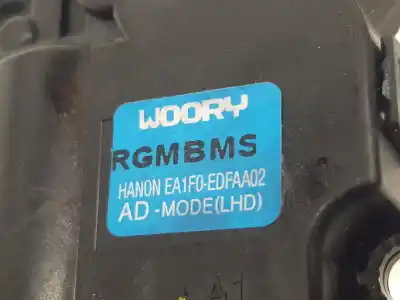 WOORY
RGMBMS
HANON EA1F0-EDFAA02
AD -MODE(LHD)